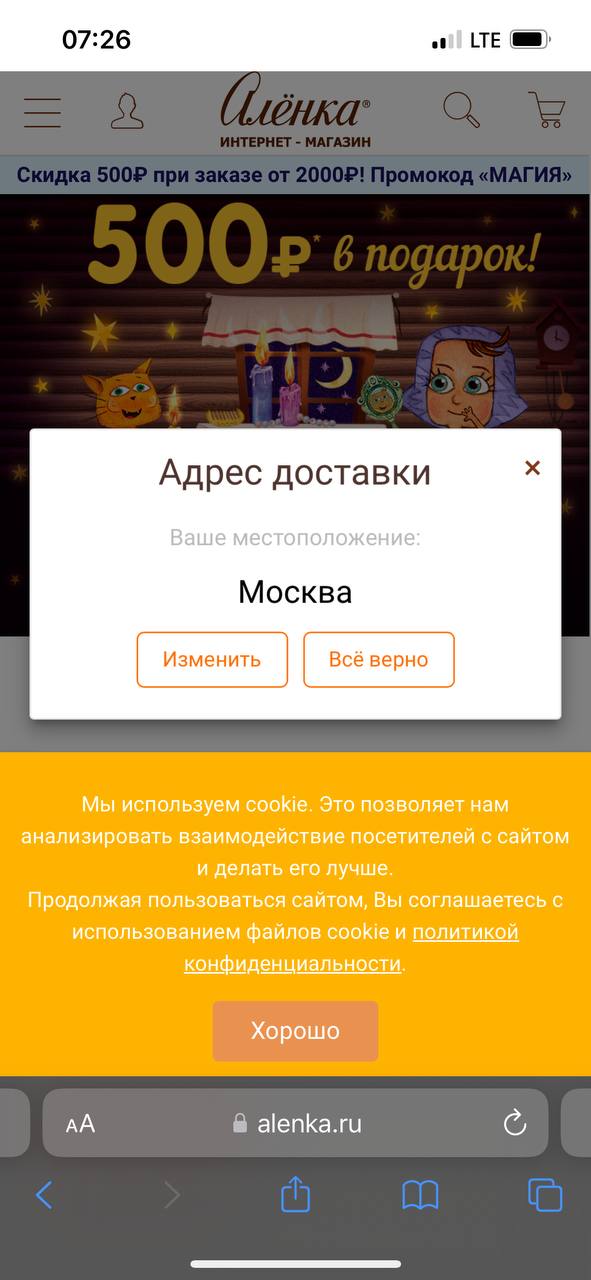 07:26
LTE
Алёнка®
ИНТЕРНЕТ - МАГАЗИН
Скидка 500₽ при заказе от 2000₽! Промокод «МАГИЯ»
500₽* в подарок!
Адрес доставки
×
Ваше местоположение:
Москва
Изменить
Всё верно
Мы используем cookie. Это позволяет нам
анализировать взаимодействие посетителей с сайтом
и делать его лучше.
Продолжая пользоваться сайтом, Вы соглашаетесь с
использованием файлов cookie и политикой
конфиденциальности.
Хорошо
AA
alenka.ru